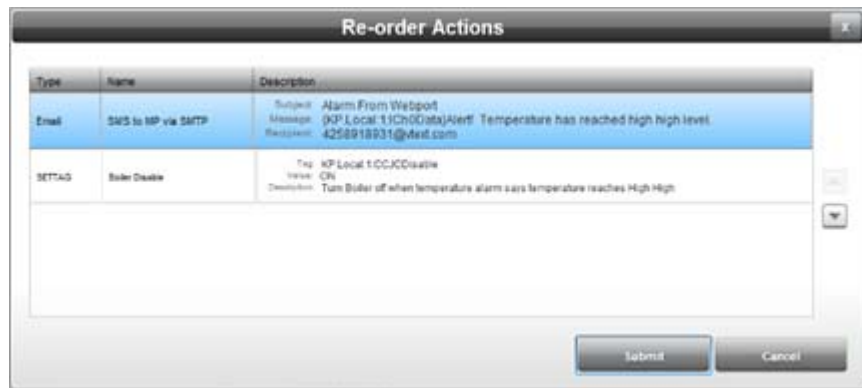 Re-order Actions
x
Type Name Description
Email SMS to MP via SMTP
Subject: Alarm From Webport
Message: {KP.Local:1:ICh0Data}Alert! Temperature has reached high high level.
Recipient: 4258918931@vtext.com
SETTAG Boiler Disable
Tag: KP.Local:1:CCJCDisable
Value: ON
Description: Turn Boiler off when temperature alarm says temperature reaches High High
Submit Cancel